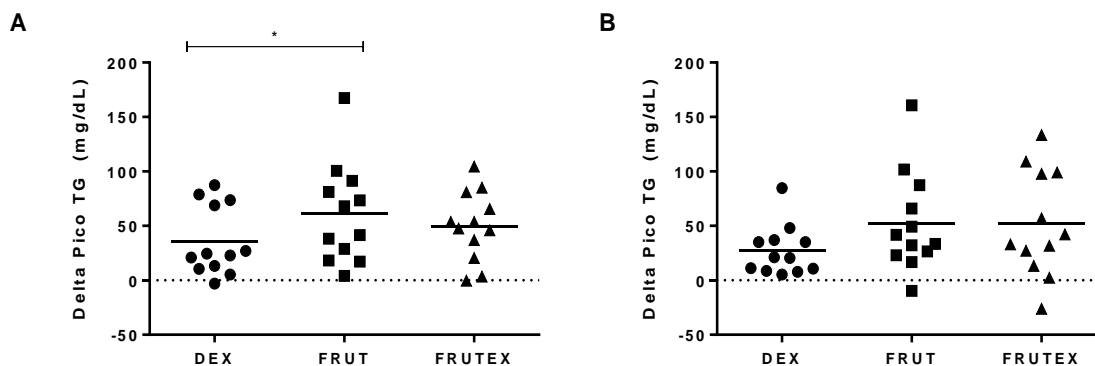 A
*
Delta Pico TG (mg/dL)
200
150
100
50
0
-50
DEX FRUT FRUTEX
B
Delta Pico TG (mg/dL)
200
150
100
50
0
-50
DEX FRUT FRUTEX